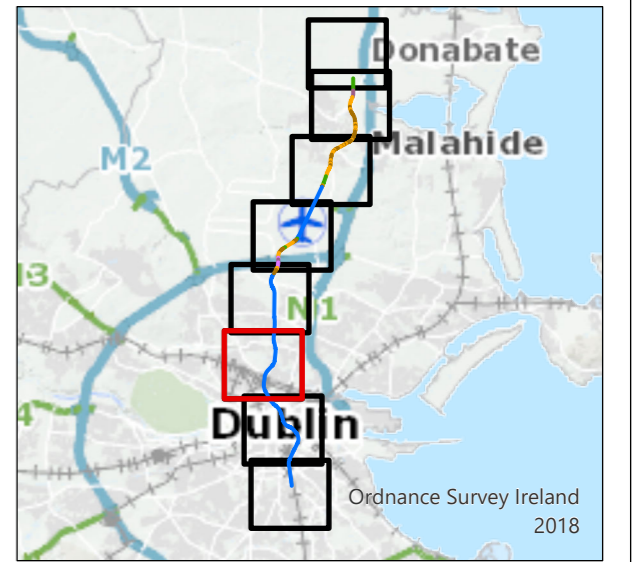 Donabate
M2
Malahide
N1
Dublin
Ordnance Survey Ireland
2018